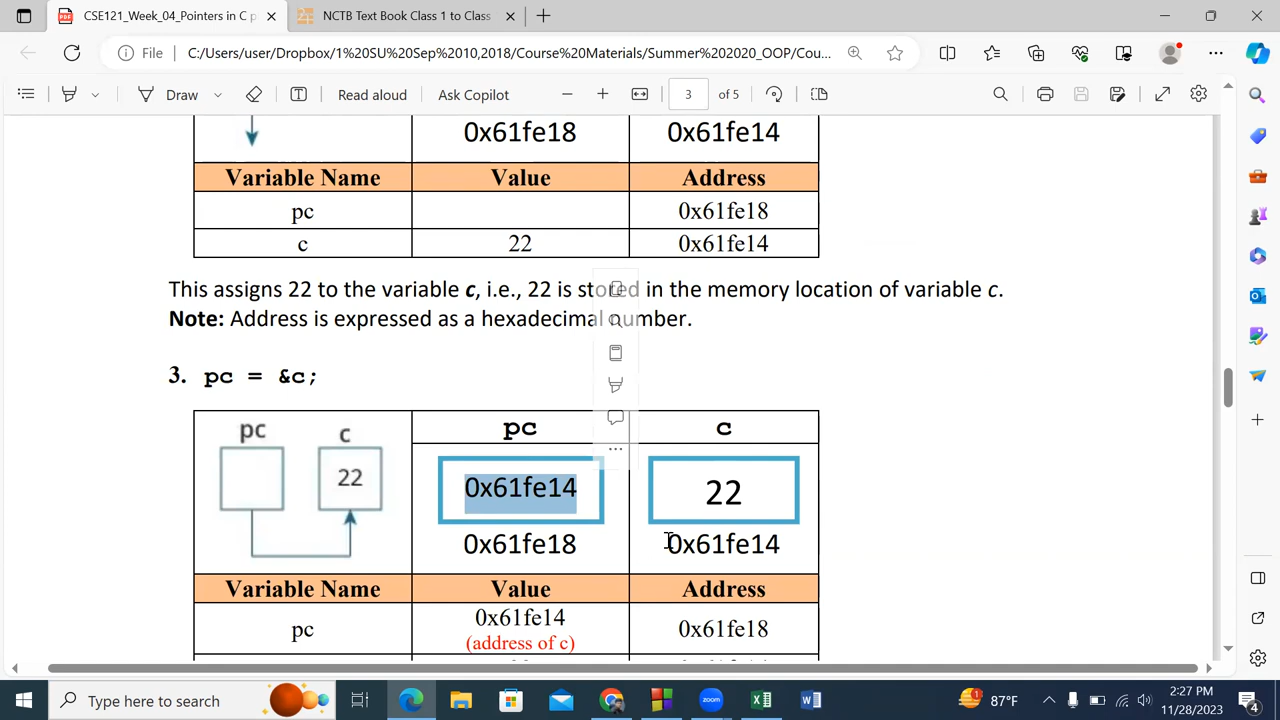 CSE121_Week_04_Pointers in C p
NCTB Text Book Class 1 to Class
File
C:/Users/user/Dropbox/1%20SU%20Sep%2010,2018/Course%20Materials/Summer%202020_OOP/Cou...
Draw
Read aloud
Ask Copilot
3
of 5
0x61fe18
0x61fe14
Variable Name
Value
Address
pc
0x61fe18
c
22
0x61fe14
This assigns 22 to the variable c, i.e., 22 is stored in the memory location of variable c.
Note: Address is expressed as a hexadecimal number.
3. pc = &c;
pc
c
22
pc
c
0x61fe14
22
0x61fe18
0x61fe14
Variable Name
Value
Address
pc
0x61fe14
(address of c)
0x61fe18
Type here to search
1
87°F
2:27 PM
11/28/2023
4